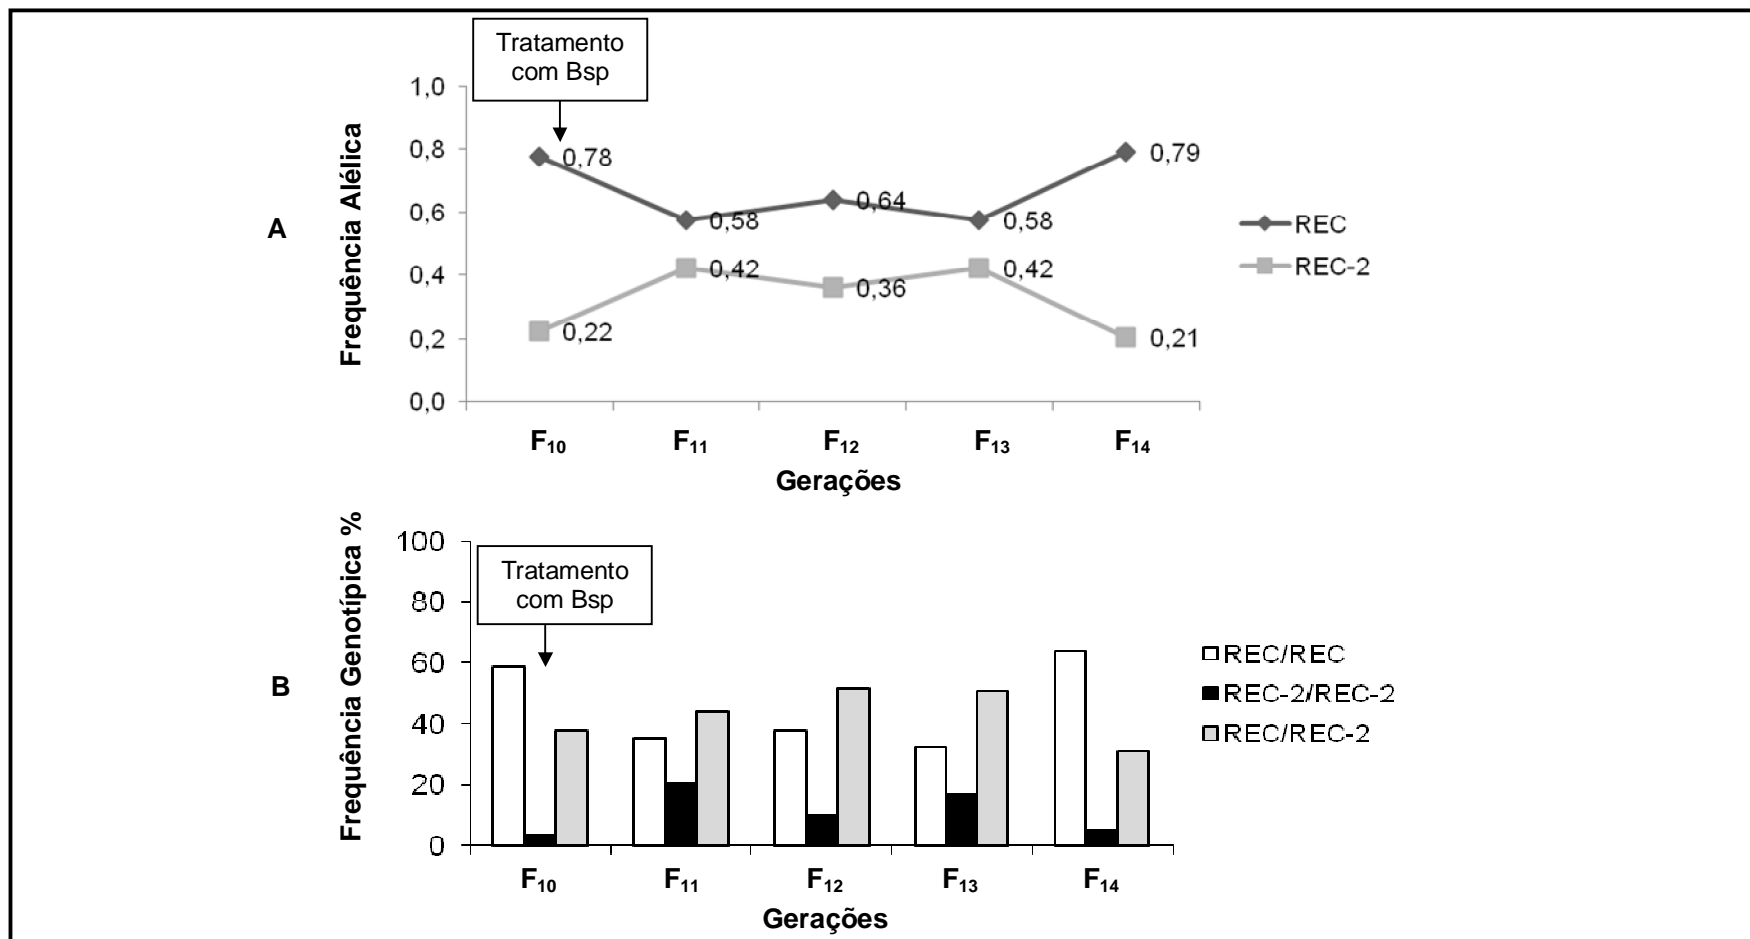 Tratamento
com Bsp
Frequência Alélica
1,0
0,8
0,6
0,4
0,2
0,0
0,78
0,58
0,64
0,58
0,79
0,22
0,42
0,36
0,42
0,21
A
REC
REC-2
F10
F11
F12
F13
F14
Gerações
Frequência Genotípica %
100
80
60
40
20
0
Tratamento
com Bsp
B
REC/REC
REC-2/REC-2
REC/REC-2
F10
F11
F12
F13
F14
Gerações